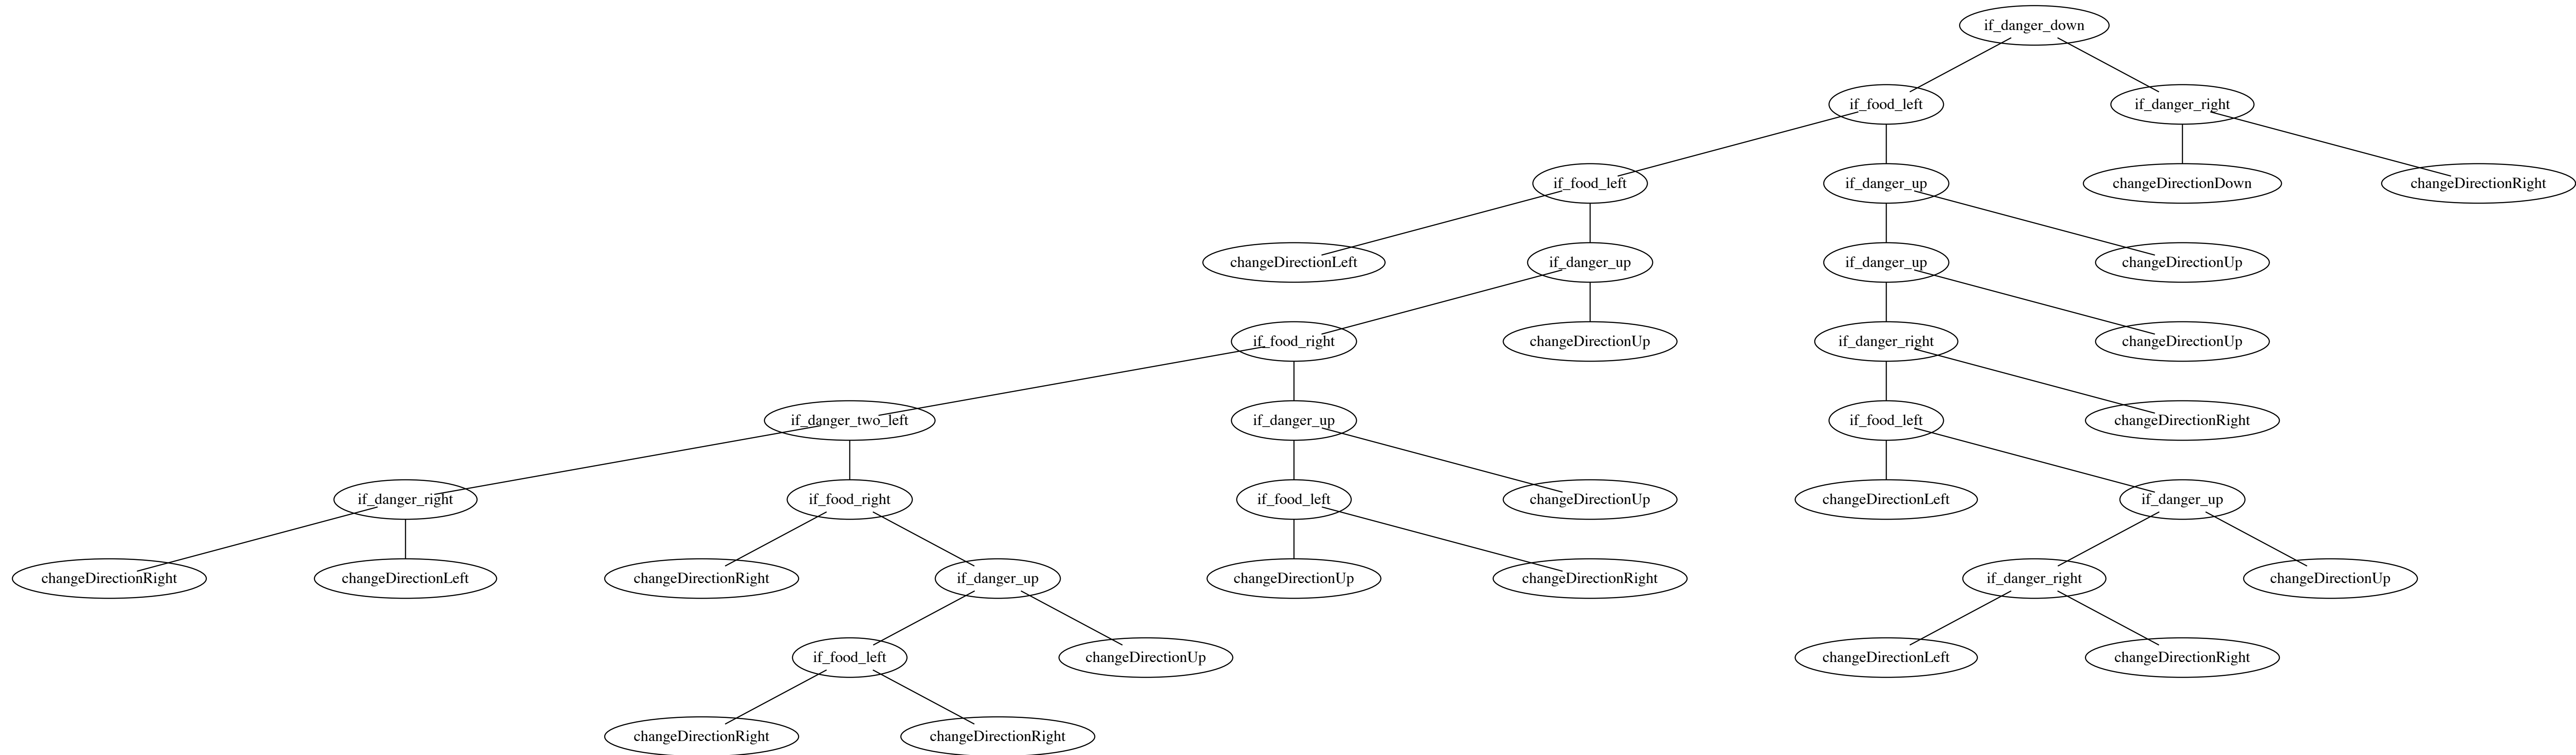 if_danger_down
if_food_left
if_danger_right
if_food_left
if_danger_up
changeDirectionDown
changeDirectionRight
changeDirectionLeft
if_danger_up
if_danger_up
changeDirectionUp
if_food_right
changeDirectionUp
if_danger_right
changeDirectionUp
if_danger_two_left
if_danger_up
if_food_left
changeDirectionRight
if_danger_right
if_food_right
if_food_left
changeDirectionUp
changeDirectionLeft
if_danger_up
changeDirectionRight
changeDirectionLeft
changeDirectionRight
if_danger_up
changeDirectionUp
changeDirectionRight
if_danger_right
changeDirectionUp
if_food_left
changeDirectionUp
changeDirectionLeft
changeDirectionRight
changeDirectionRight
changeDirectionRight